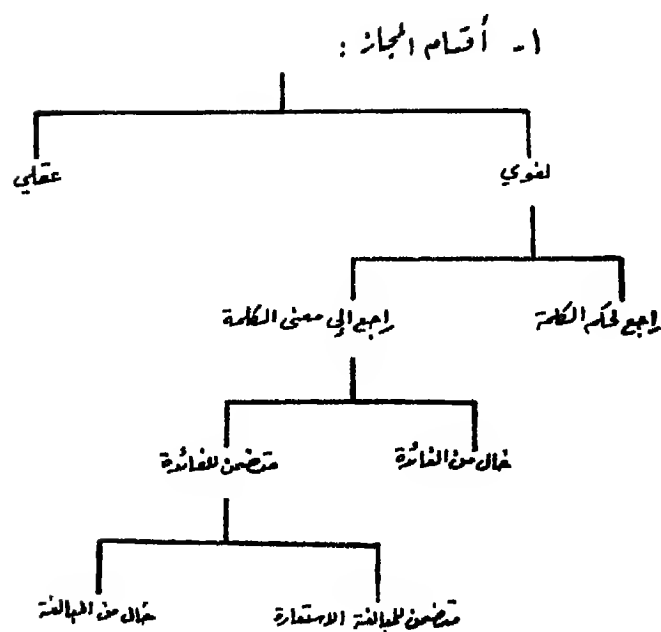 ١- أقسام المجاز :
لغوي
عقلي
راجع لحكم الكلمة
راجع إلى معنى الكلمة
خال من الفائدة
متضمن للفائدة
متضمن للمبالغة الاستعارة
خال من المبالغة